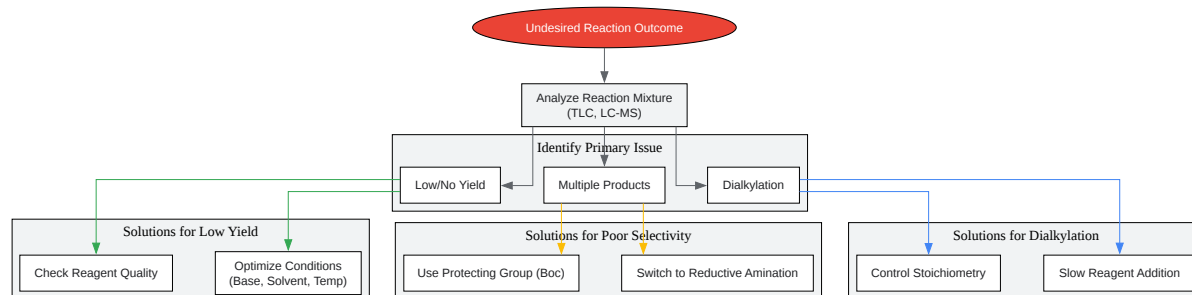 Undesired Reaction Outcome
Analyze Reaction Mixture
(TLC, LC-MS)
Identify Primary Issue
Low/No Yield
Multiple Products
Dialkylation
Solutions for Low Yield
Check Reagent Quality
Optimize Conditions
(Base, Solvent, Temp)
Solutions for Poor Selectivity
Use Protecting Group (Boc)
Switch to Reductive Amination
Solutions for Dialkylation
Control Stoichiometry
Slow Reagent Addition